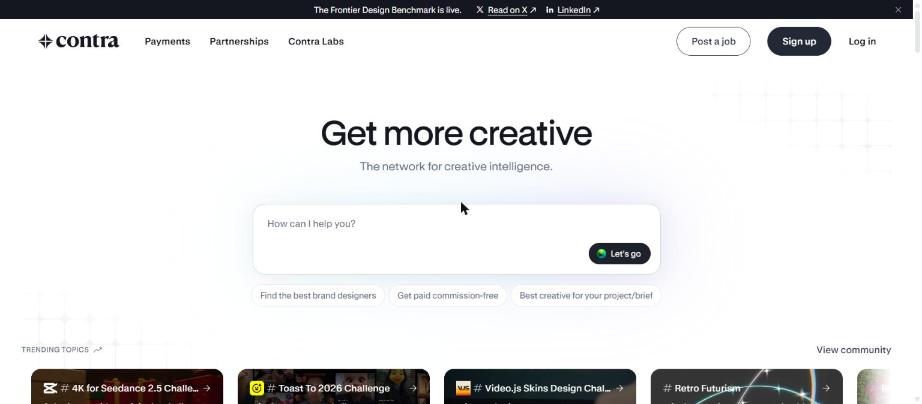 The Frontier Design Benchmark is live. Read on X ↗ LinkedIn ↗
contra Payments Partnerships Contra Labs Post a job Sign up Log in
Get more creative
The network for creative intelligence.
How can I help you?
Let's go
Find the best brand designers Get paid commission-free Best creative for your project/brief
TRENDING TOPICS View community
# 4K for Seedance 2.5 Challe... → # Toast To 2026 Challenge → # Video.js Skins Design Chal... → # Retro Futurism →